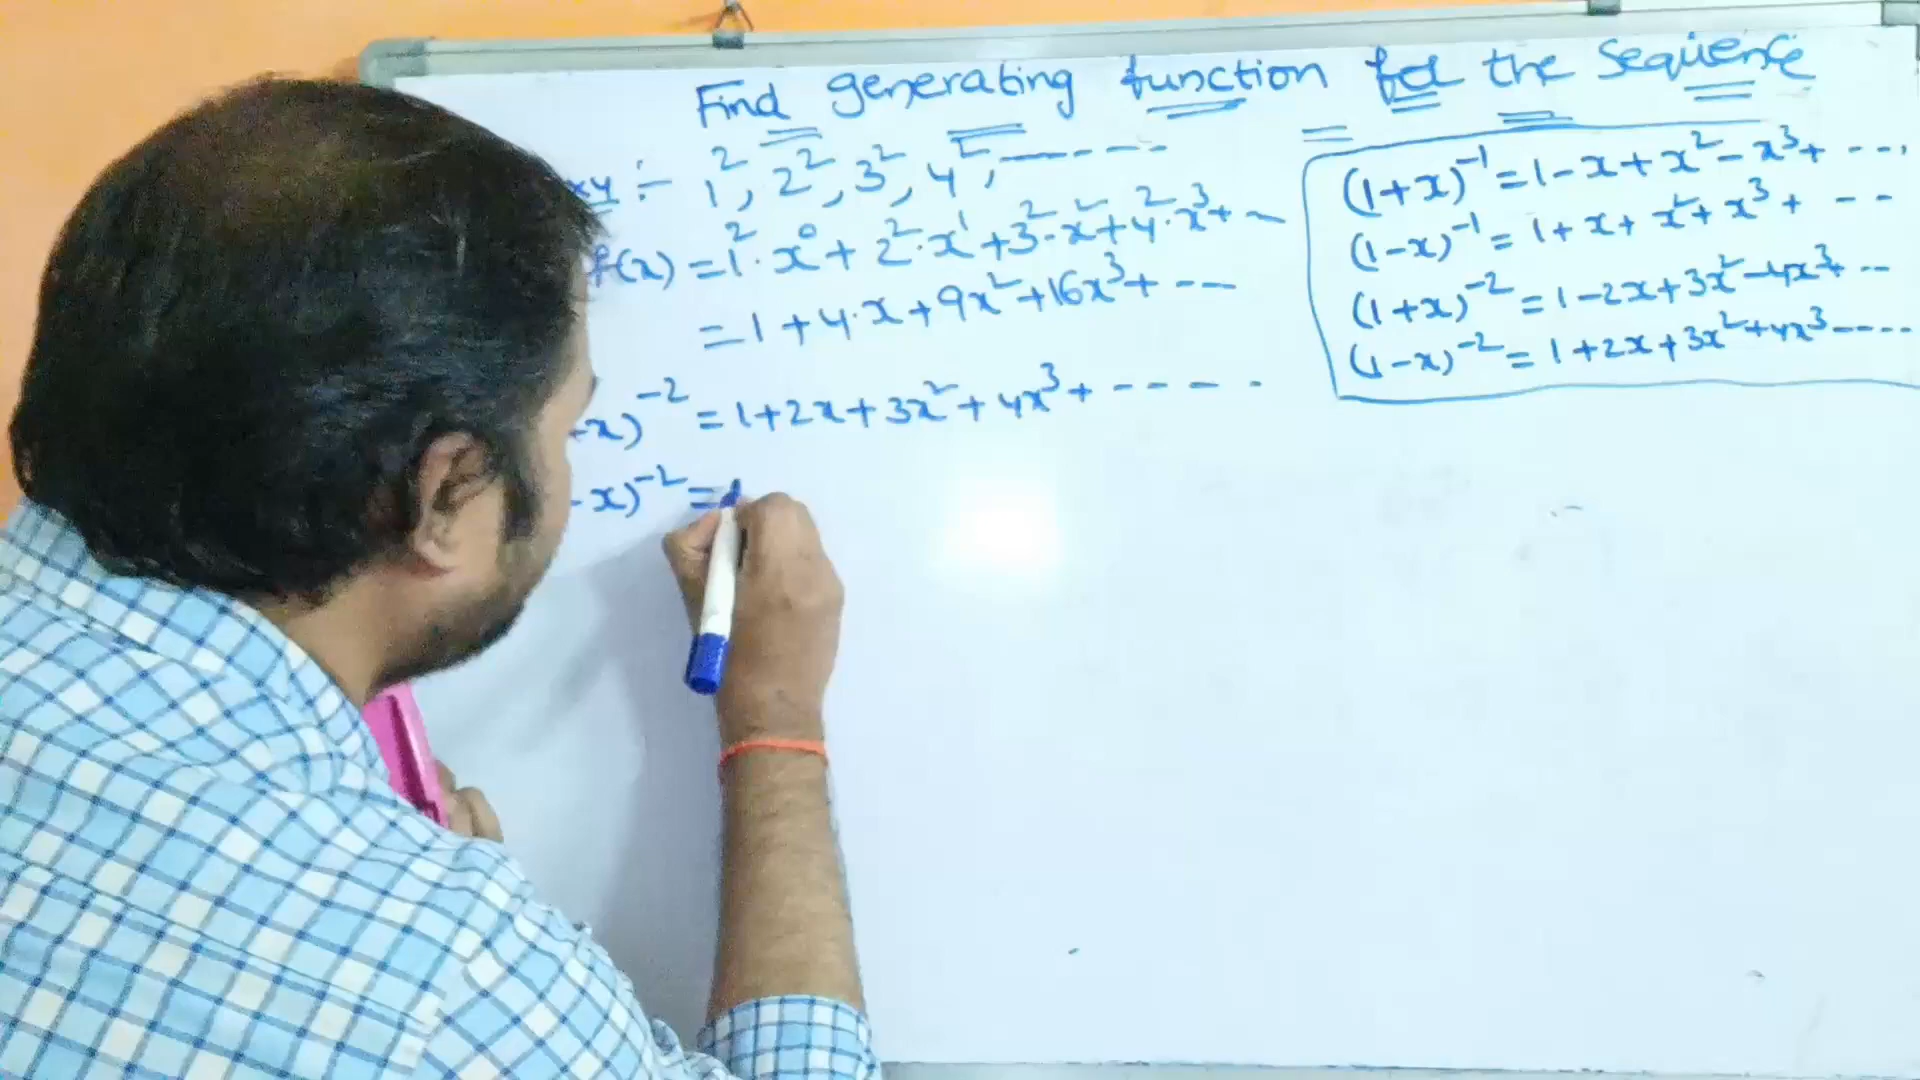 Find generating function for the sequence
xy :- 1², 2², 3², 4², -----
f(x) = 1²·x⁰ + 2²·x¹ + 3²·x² + 4²·x³ + --
= 1 + 4·x + 9x² + 16x³ + ---
x)⁻² = 1+2x+3x²+4x³+ -----
-x)⁻² =
(1+x)⁻¹ = 1-x+x²-x³+ ---
(1-x)⁻¹ = 1+x+x²+x³+ ---
(1+x)⁻² = 1-2x+3x²-4x³+--
(1-x)⁻² = 1+2x+3x²+4x³----